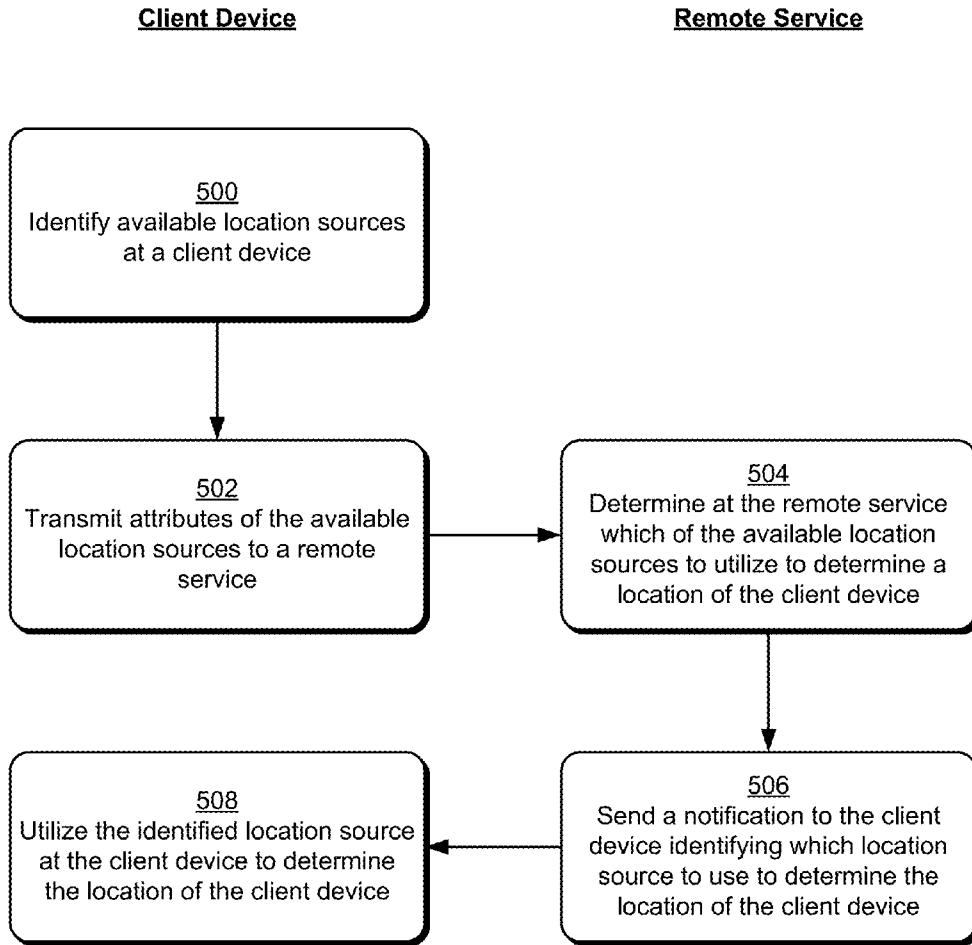 Client Device
Remote Service
500
Identify available location sources
at a client device
502
Transmit attributes of the available
location sources to a remote
service
504
Determine at the remote service
which of the available location
sources to utilize to determine a
location of the client device
506
Send a notification to the client
device identifying which location
source to use to determine the
location of the client device
508
Utilize the identified location source
at the client device to determine
the location of the client device